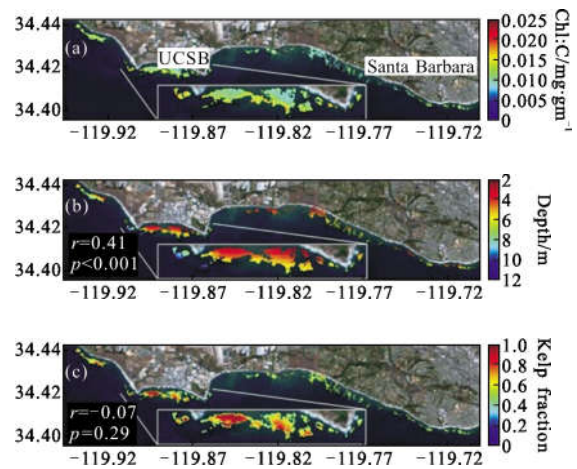 34.44
34.42
34.40
(a)
UCSB
Santa Barbara
−119.92 −119.87 −119.82 −119.77 −119.72
0.025
0.020
0.015
0.010
0.005
0
Chl:C/mg·gm⁻¹
34.44
34.42
34.40
(b)
r=0.41
p<0.001
−119.92 −119.87 −119.82 −119.77 −119.72
2
4
6
8
10
12
Depth/m
34.44
34.42
34.40
(c)
r=−0.07
p=0.29
−119.92 −119.87 −119.82 −119.77 −119.72
1.0
0.8
0.6
0.4
0.2
0
Kelp fraction